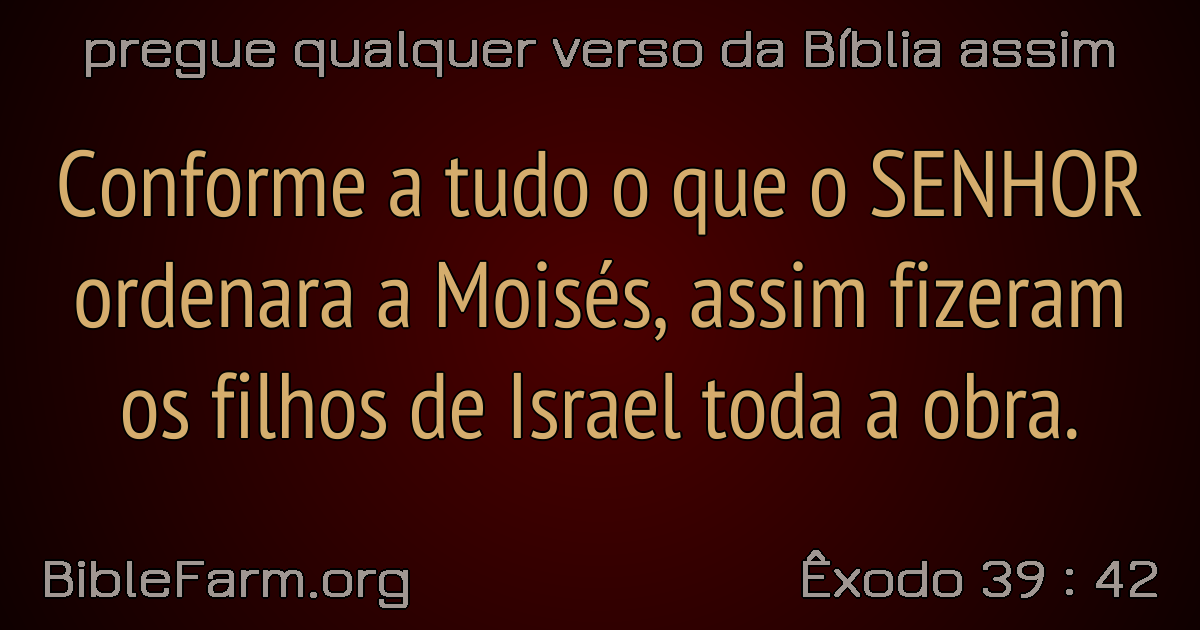 pregue qualquer verso da Bíblia assim
Conforme a tudo o que o SENHOR
ordenara a Moisés, assim fizeram
os filhos de Israel toda a obra.
BibleFarm.org
Êxodo 39 : 42